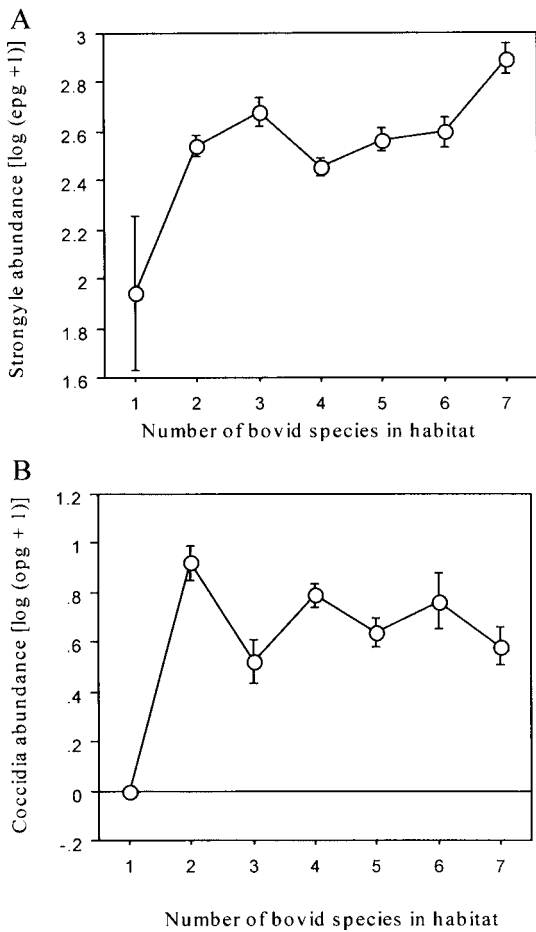 A
Strongyle abundance [log (epg +1)]
3
2.8
2.6
2.4
2.2
2
1.8
1.6
1 2 3 4 5 6 7
Number of bovid species in habitat
B
Coccidia abundance [log (opg + 1)]
1.2
1
.8
.6
.4
.2
0
-.2
1 2 3 4 5 6 7
Number of bovid species in habitat